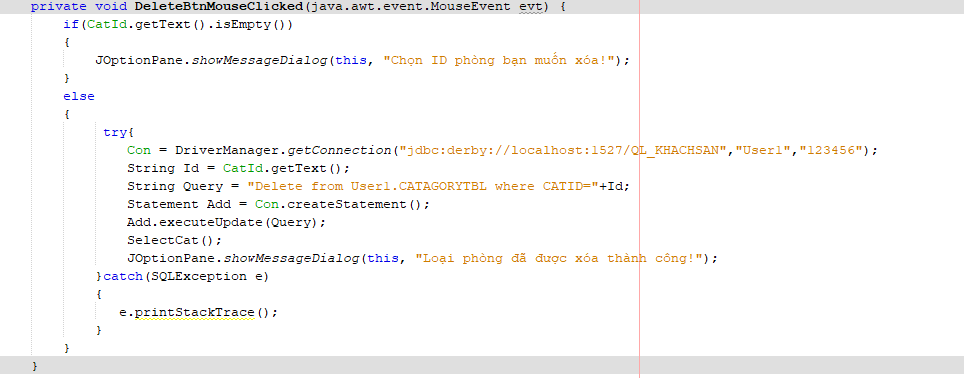 private void DeleteBtnMouseClicked(java.awt.event.MouseEvent evt) {
if(CatId.getText().isEmpty())
{
JOptionPane.showMessageDialog(this, "Chọn ID phòng bạn muốn xóa!");
}
else
{
try{
Con = DriverManager.getConnection("jdbc:derby://localhost:1527/QL_KHACHSAN","User1","123456");
String Id = CatId.getText();
String Query = "Delete from User1.CATAGORYTBL where CATID="+Id;
Statement Add = Con.createStatement();
Add.executeUpdate(Query);
SelectCat();
JOptionPane.showMessageDialog(this, "Loại phòng đã được xóa thành công!");
}catch(SQLException e)
{
e.printStackTrace();
}
}
}